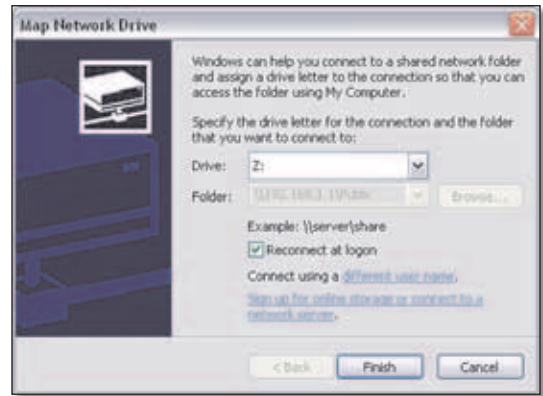 Map Network Drive
Windows can help you connect to a shared network folder
and assign a drive letter to the connection so that you can
access the folder using My Computer.
Specify the drive letter for the connection and the folder
that you want to connect to:
Drive: Z:
Folder: Browse...
Example: \\server\share
Reconnect at logon
Connect using a different user name.
Sign up for online storage or connect to a
network server.
< Back Finish Cancel